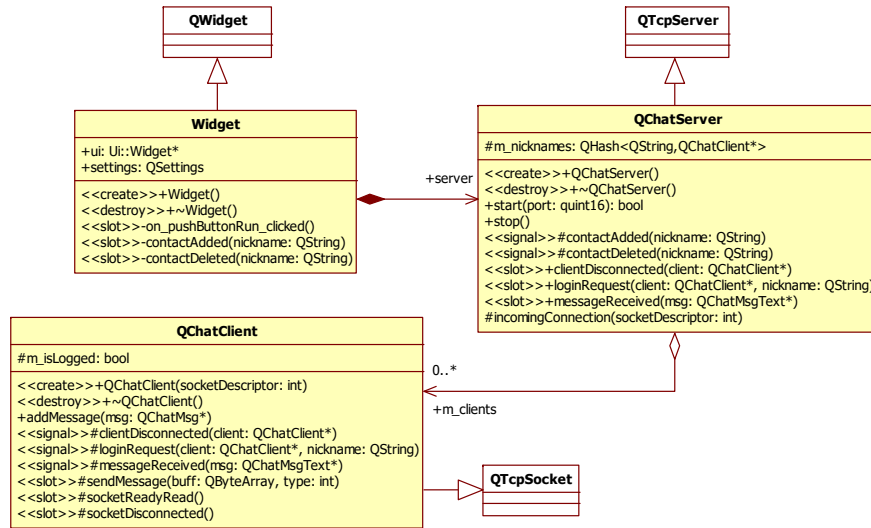 QWidget
QTcpServer
Widget
+ui: Ui::Widget*
+settings: QSettings
<<create>>+Widget()
<<destroy>>+~Widget()
<<slot>>-on_pushButtonRun_clicked()
<<slot>>-contactAdded(nickname: QString)
<<slot>>-contactDeleted(nickname: QString)
+server
QChatServer
#m_nicknames: QHash<QString,QChatClient*>
<<create>>+QChatServer()
<<destroy>>+~QChatServer()
+start(port: quint16): bool
+stop()
<<signal>>#contactAdded(nickname: QString)
<<signal>>#contactDeleted(nickname: QString)
<<slot>>+clientDisconnected(client: QChatClient*)
<<slot>>+loginRequest(client: QChatClient*, nickname: QString)
<<slot>>+messageReceived(msg: QChatMsgText*)
#incomingConnection(socketDescriptor: int)
QChatClient
#m_isLogged: bool
<<create>>+QChatClient(socketDescriptor: int)
<<destroy>>+~QChatClient()
+addMessage(msg: QChatMsg*)
<<signal>>#clientDisconnected(client: QChatClient*)
<<signal>>#loginRequest(client: QChatClient*, nickname: QString)
<<signal>>#messageReceived(msg: QChatMsgText*)
<<slot>>#sendMessage(buff: QByteArray, type: int)
<<slot>>#socketReadyRead()
<<slot>>#socketDisconnected()
0..*
+m_clients
QTcpSocket